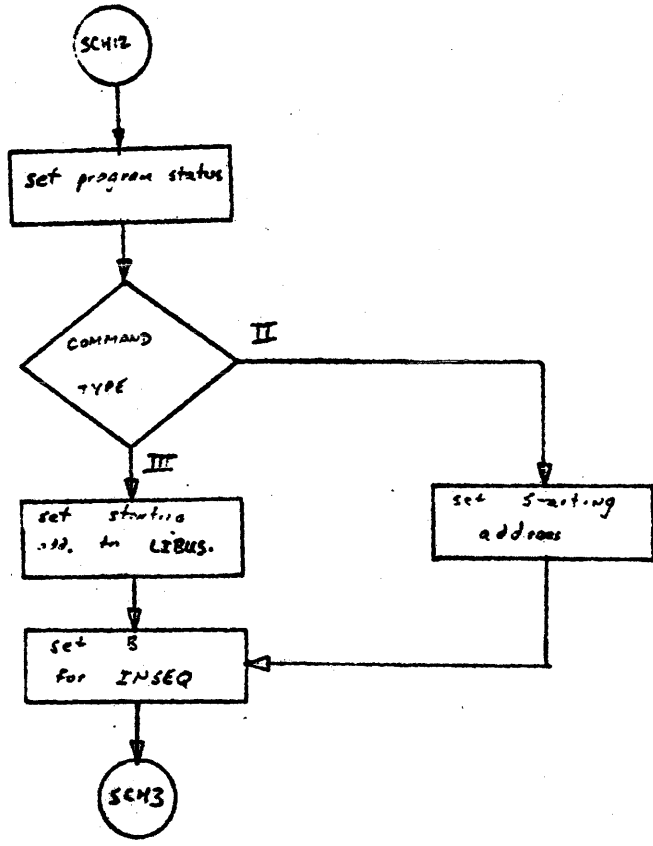 SCH12
set program status
COMMAND
TYPE
II
III
set starting
add. to LIBUS.
set Starting
address
set B
for INSEQ
SCH3